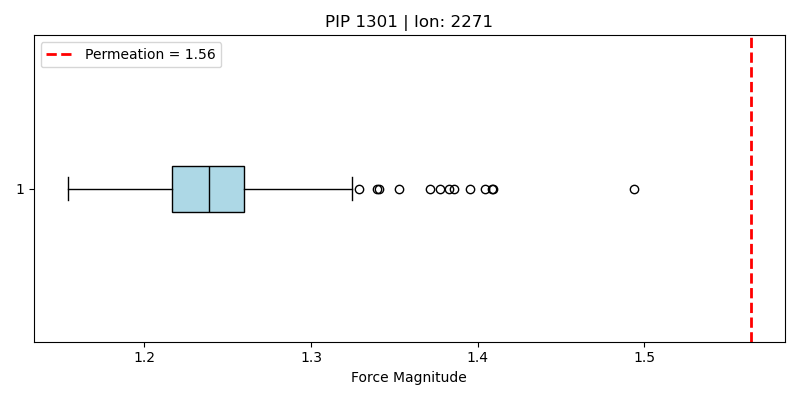 PIP 1301 | Ion: 2271
Permeation = 1.56
1
1.2 1.3 1.4 1.5
Force Magnitude